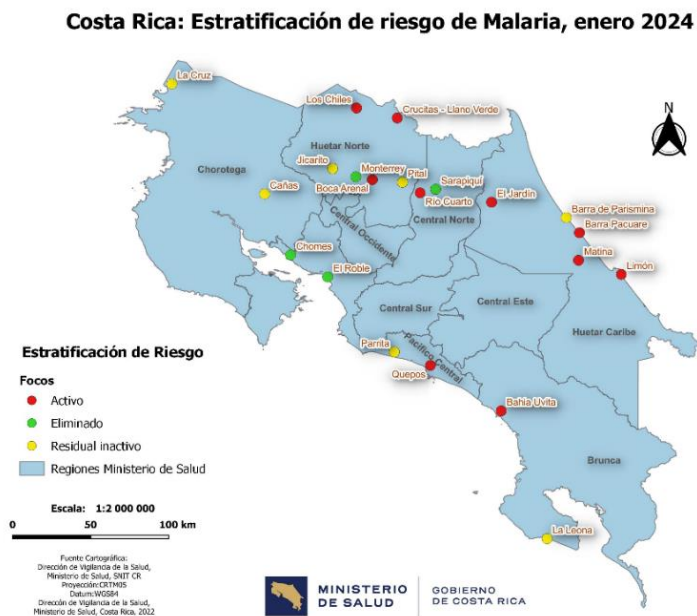 Costa Rica: Estratificación de riesgo de Malaria, enero 2024
La Cruz
Los Chiles
Crucitas - Llano Verde
N
Huetar Norte
Jicarito
Monterrey
Pital
Chorotega
Boca Arenal
Sarapiquí
Cañas
Río Cuarto
El Jardín
Central Norte
Barra de Parismina
Barra Pacuare
Central Occidente
Chomes
Matina
El Roble
Limón
Central Sur
Central Este
Huetar Caribe
Estratificación de Riesgo
Parrita
Pacífico Central
Quepos
Focos
Activo
Bahía Uvita
Eliminado
Residual inactivo
Brunca
Regiones Ministerio de Salud
Escala: 1:2 000 000
0 50 100 km
La Leona
Fuente Cartográfica:
Dirección de Vigilancia de la Salud,
Ministerio de Salud, SNIT CR
Proyección:CRTM05
Datum:WGS84
Dirección de Vigilancia de la Salud,
Ministerio de Salud, Costa Rica, 2022
MINISTERIO
DE SALUD
GOBIERNO
DE COSTA RICA